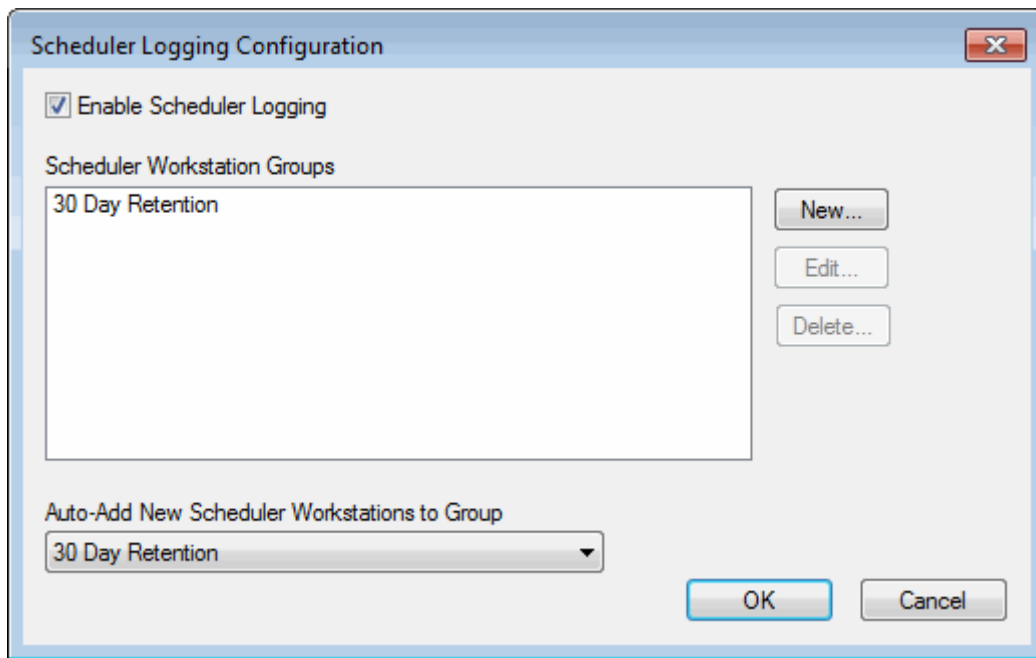 Scheduler Logging Configuration
Enable Scheduler Logging
Scheduler Workstation Groups
30 Day Retention
New...
Edit...
Delete...
Auto-Add New Scheduler Workstations to Group
30 Day Retention
OK
Cancel